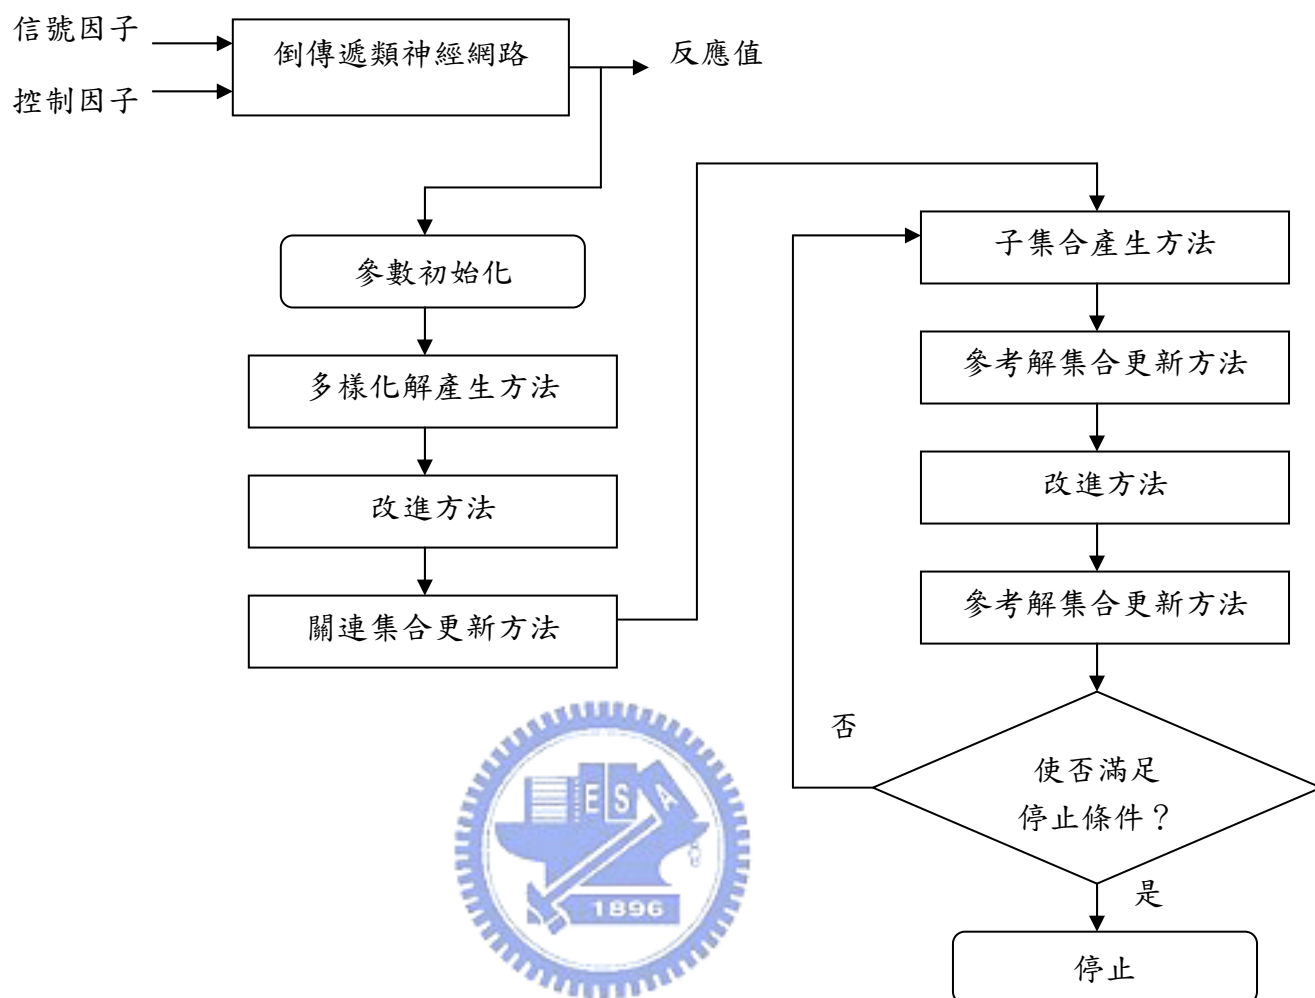 信號因子
控制因子
倒傳遞類神經網路
反應值
參數初始化
多樣化解產生方法
改進方法
關連集合更新方法
子集合產生方法
參考解集合更新方法
改進方法
參考解集合更新方法
使否滿足
停止條件？
否
是
停止
E S A
1896